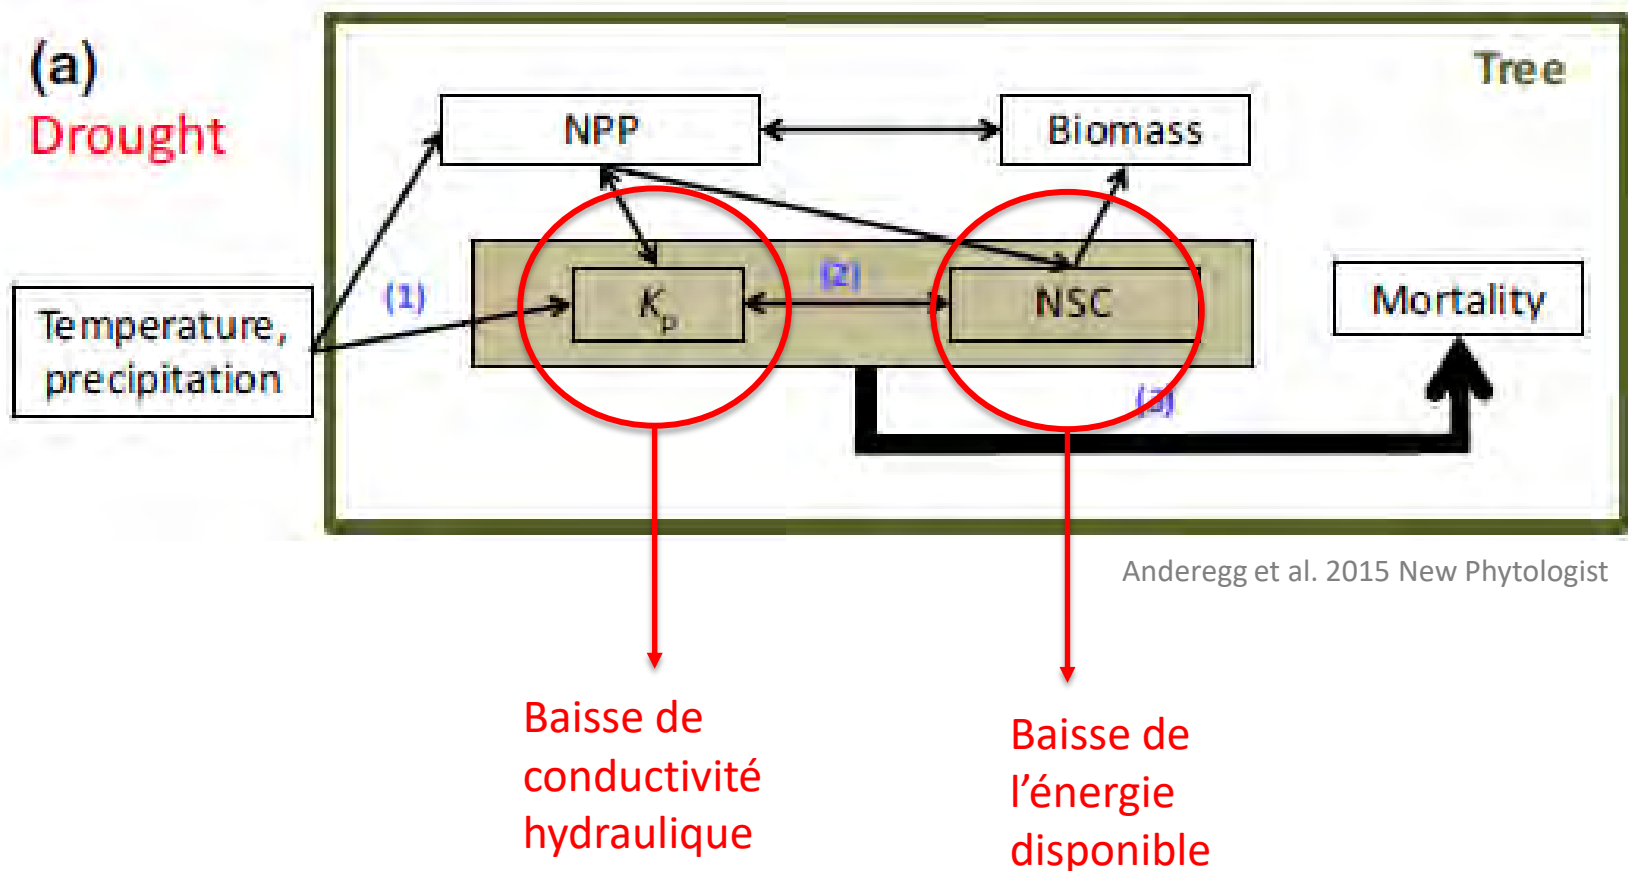 (a)
Drought
Tree
NPP
Biomass
(1)
(2)
Kp
NSC
Mortality
Temperature,
precipitation
(3)
Anderegg et al. 2015 New Phytologist
Baisse de
conductivité
hydraulique
Baisse de
l’énergie
disponible